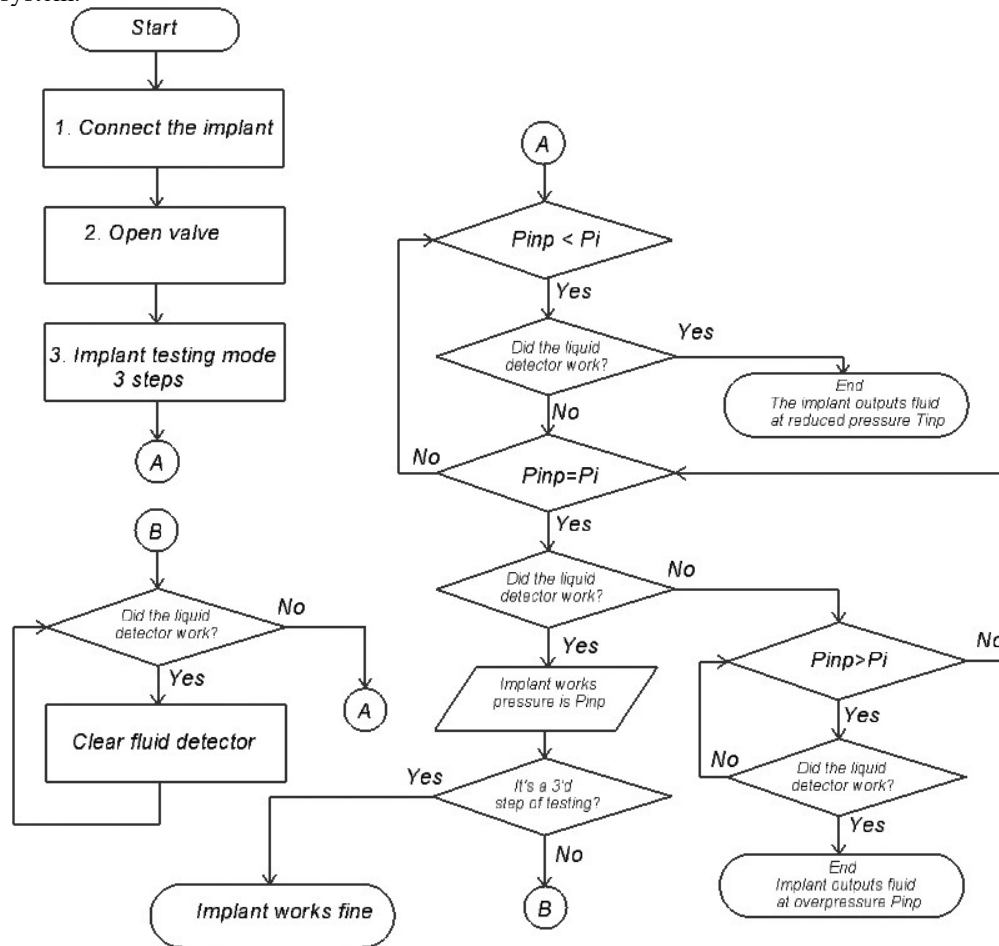 system.
Start
1. Connect the implant
2. Open valve
3. Implant testing mode
3 steps
A
B
Did the liquid
detector work?
No
Yes
A
Clear fluid detector
A
Pinp < Pi
Yes
Did the liquid
detector work?
Yes
End
The implant outputs fluid
at reduced pressure Tinp
No
No
Pinp=Pi
Yes
Did the liquid
detector work?
No
Yes
Implant works
pressure is Pinp
Pinp>Pi
No
Yes
No
Did the liquid
detector work?
Yes
End
Implant outputs fluid
at overpressure Pinp
Yes
It's a 3'd
step of testing?
No
B
Implant works fine